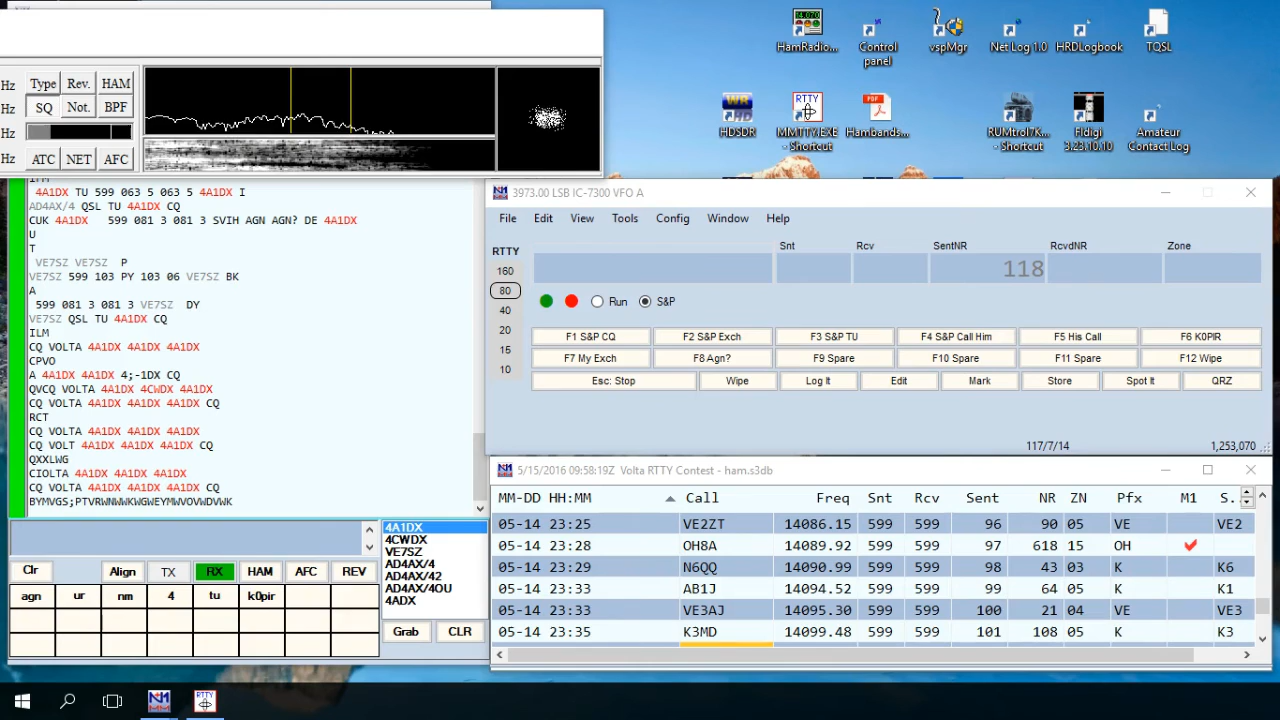 Hz Type Rev. HAM
Hz SQ Not. BPF
Hz
Hz ATC NET AFC
HamRadio...
Control panel
vspMgr
Net Log 1.0
HRDLogbook
TQSL
HDSDR
MMTTY.EXE - Shortcut
Hambands...
RUMtrol7K... - Shortcut
Fldigi 3.23.10.10
Amateur Contact Log
ILM
4A1DX TU 599 063 5 063 5 4A1DX I
AD4AX/4 QSL TU 4A1DX CQ
CUK 4A1DX 599 081 3 081 3 SVIH AGN AGN? DE 4A1DX
U
T
VE7SZ VE7SZ P
VE7SZ 599 103 PY 103 06 VE7SZ BK
A
599 081 3 081 3 VE7SZ DY
VE7SZ QSL TU 4A1DX CQ
ILM
CQ VOLTA 4A1DX 4A1DX 4A1DX
CPVO
A 4A1DX 4A1DX 4;-1DX CQ
QVCQ VOLTA 4A1DX 4CWDX 4A1DX
CQ VOLTA 4A1DX 4A1DX 4A1DX CQ
RCT
CQ VOLTA 4A1DX 4A1DX 4A1DX
CQ VOLT 4A1DX 4A1DX 4A1DX CQ
QXXLWG
CIOLTA 4A1DX 4A1DX 4A1DX
CQ VOLTA 4A1DX 4A1DX 4A1DX CQ
BYMVGS;PTVRWNWWKWGWEYMWVOVWDVWK
4A1DX
4CWDX
VE7SZ
AD4AX/4
AD4AX/42
AD4AX/4OU
4ADX
Clr Align TX RX HAM AFC REV
agn ur nm 4 tu k0pir
Grab CLR
3973.00 LSB IC-7300 VFO A
File Edit View Tools Config Window Help
RTTY Snt Rcv SentNR RcvdNR Zone
160 118
80 Run S&P
40
20 F1 S&P CQ F2 S&P Exch F3 S&P TU F4 S&P Call Him F5 His Call F6 K0PIR
15 F7 My Exch F8 Agn? F9 Spare F10 Spare F11 Spare F12 Wipe
10 Esc: Stop Wipe Log It Edit Mark Store Spot It QRZ
117/7/14 1,253,070
5/15/2016 09:58:19Z Volta RTTY Contest - ham.s3db
MM-DD HH:MM Call Freq Snt Rcv Sent NR ZN Pfx M1 S.
05-14 23:25 VE2ZT 14086.15 599 599 96 90 05 VE VE2
05-14 23:28 OH8A 14089.92 599 599 97 618 15 OH
05-14 23:29 N6QQ 14090.99 599 599 98 43 03 K K6
05-14 23:33 AB1J 14094.52 599 599 99 64 05 K K1
05-14 23:33 VE3AJ 14095.30 599 599 100 21 04 VE VE3
05-14 23:35 K3MD 14099.48 599 599 101 108 05 K K3